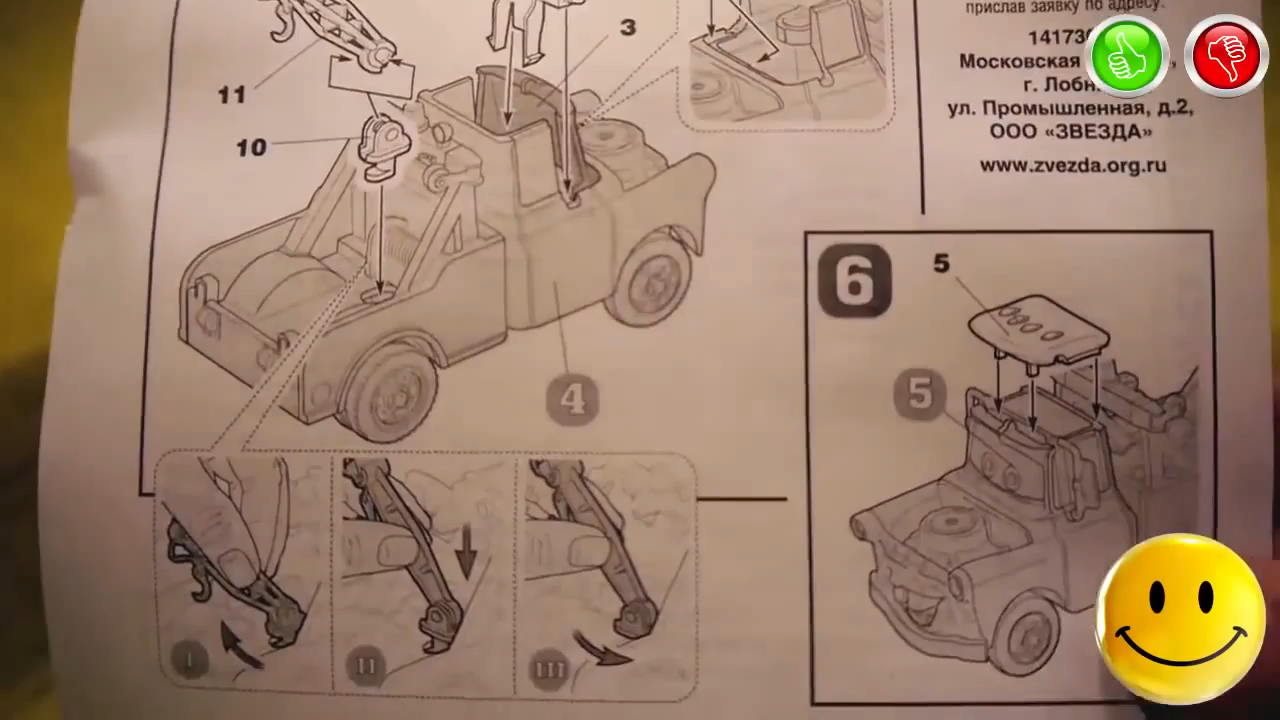 прислав заявку по адресу:
14173
Московская
г. Лобн
ул. Промышленная, д.2,
ООО «ЗВЕЗДА»
www.zvezda.org.ru
3
11
10
4
I
II
III
6
5
5